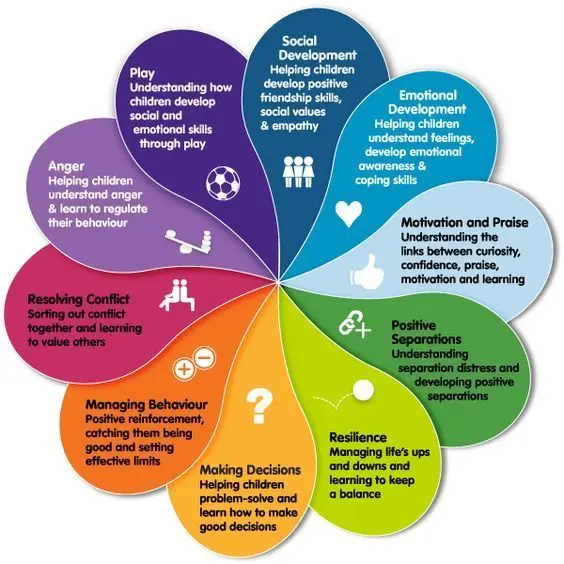 Social
Development
Helping children
develop positive
friendship skills,
social values
& empathy
Emotional
Development
Helping children
understand feelings,
develop emotional
awareness &
coping skills
Motivation and Praise
Understanding the
links between curiosity,
confidence, praise,
motivation and learning
Positive
Separations
Understanding
separation distress and
developing positive
separations
Resilience
Managing life's ups
and downs and
learning to keep
a balance
Making Decisions
Helping children
problem-solve and
learn how to make
good decisions
Managing Behaviour
Positive reinforcement,
catching them being
good and setting
effective limits
Resolving Conflict
Sorting out conflict
together and learning
to value others
Anger
Helping children
understand anger
& learn to regulate
their behaviour
Play
Understanding how
children develop
social and
emotional skills
through play
?